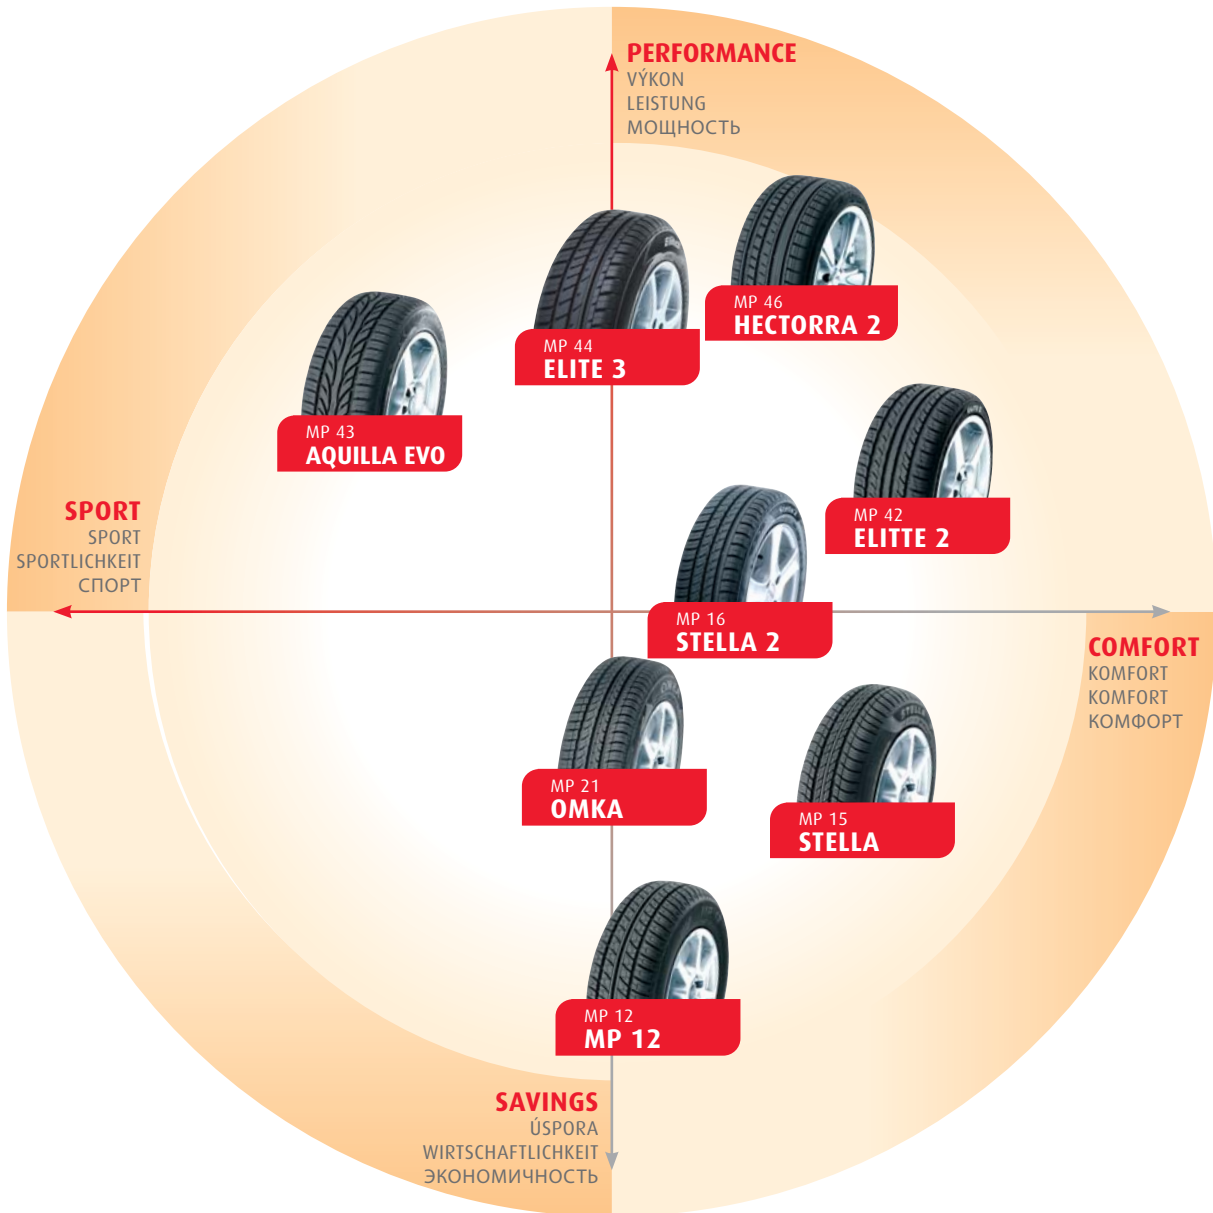 PERFORMANCE
VÝKON
LEISTUNG
МОЩНОСТЬ
MP 46
HECTORRA 2
MP 44
ELITE 3
MP 43
AQUILLA EVO
MP 42
ELITTE 2
SPORT
SPORT
SPORTLICHKEIT
СПОРТ
MP 16
STELLA 2
COMFORT
KOMFORT
KOMFORT
КОМФОРТ
MP 21
OMKA
MP 15
STELLA
MP 12
MP 12
SAVINGS
ÚSPORA
WIRTSCHAFTLICHKEIT
ЭКОНОМИЧНОСТЬ